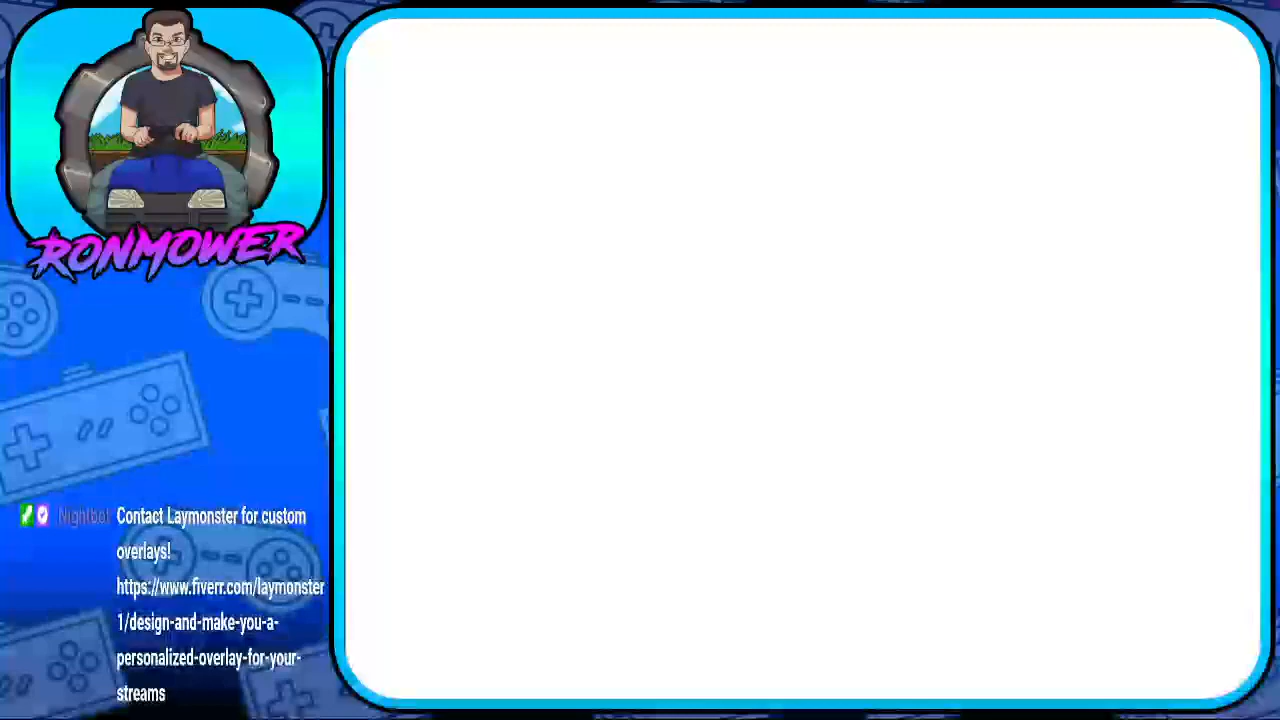 RONMOWER
Nightbot Contact Laymonster for custom
overlays!
https://www.fiverr.com/laymonster
1/design-and-make-you-a-
personalized-overlay-for-your-
streams